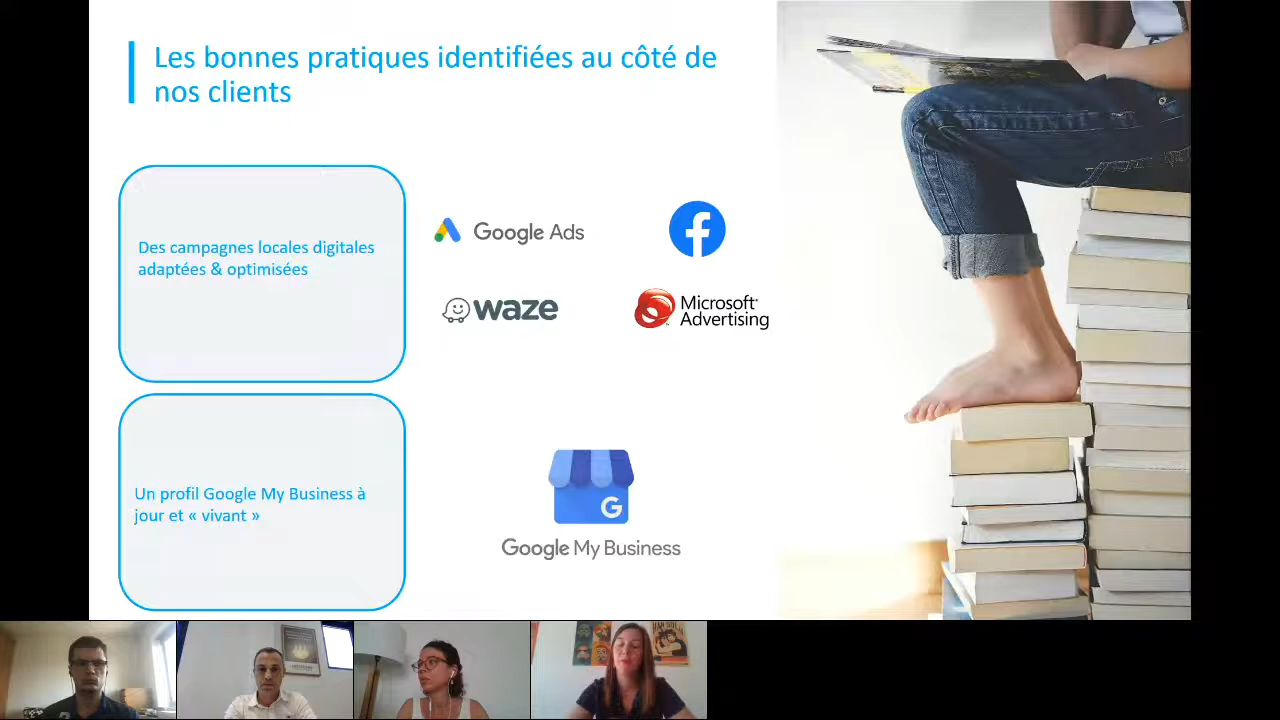 Les bonnes pratiques identifiées au côté de
nos clients
Des campagnes locales digitales
adaptées & optimisées
Google Ads
waze
Microsoft
Advertising
Un profil Google My Business à
jour et « vivant »
G
Google My Business